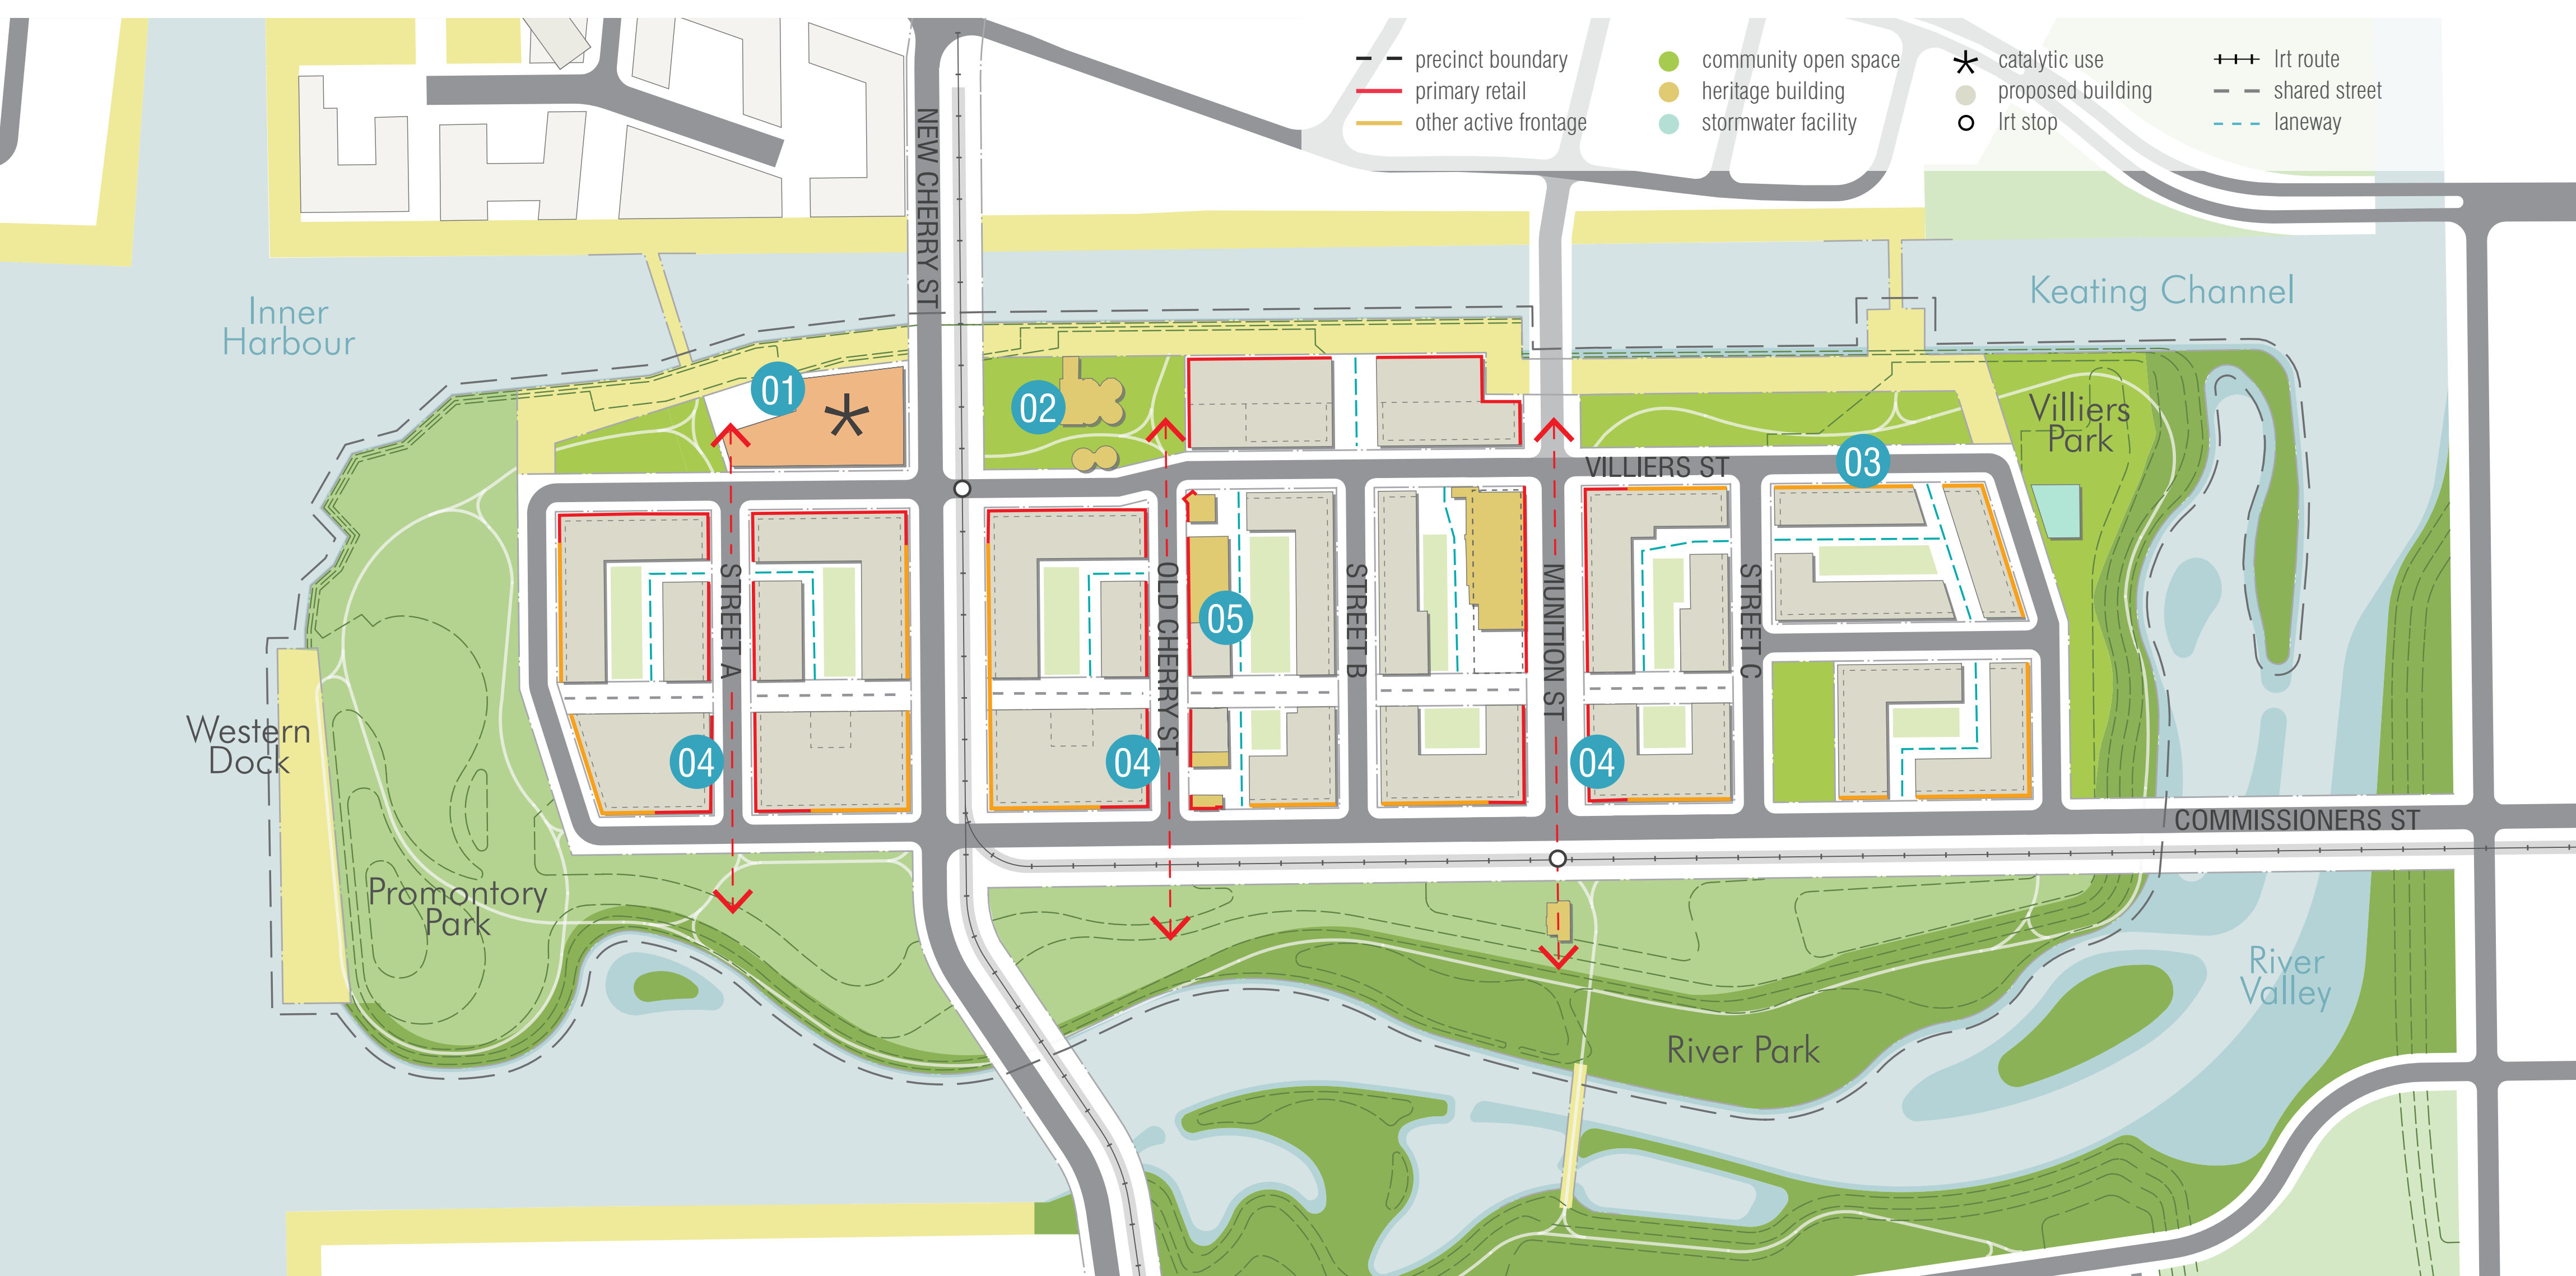 precinct boundary
primary retail
other active frontage
community open space
heritage building
stormwater facility
catalytic use
proposed building
lrt stop
lrt route
shared street
laneway
NEW CHERRY ST
Inner
Harbour
Keating Channel
01
02
03
Villiers
Park
VILLIERS ST
STREET A
OLD CHERRY ST
05
STREET B
MUNITION ST
STREET C
Western
Dock
04
04
04
COMMISSIONERS ST
Promontory
Park
River
Valley
River Park